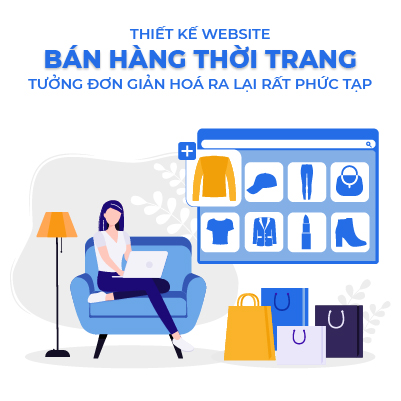 THIẾT KẾ WEBSITE
BÁN HÀNG THỜI TRANG
TƯỞNG ĐƠN GIẢN HOÁ RA LẠI RẤT PHỨC TẠP